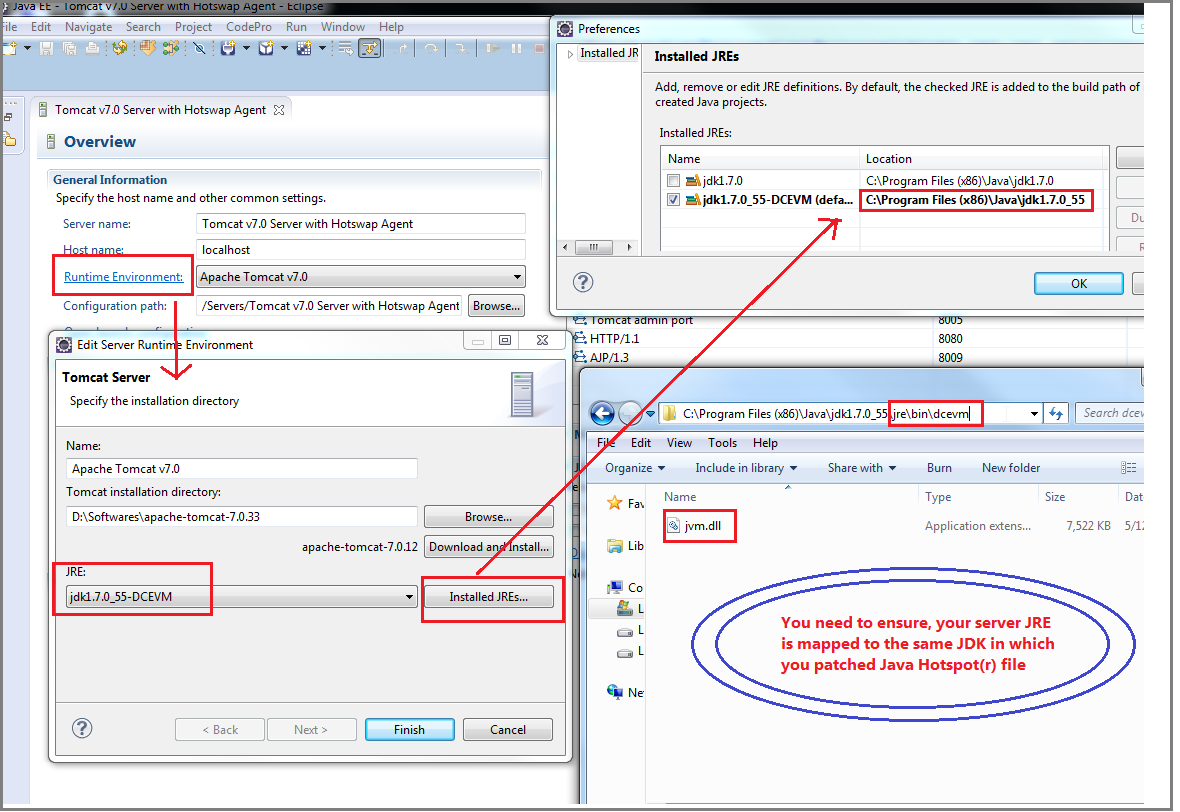 Java EE - Tomcat v7.0 Server with Hotswap Agent - Eclipse
File Edit Navigate Search Project CodePro Run Window Help
Tomcat v7.0 Server with Hotswap Agent
Overview
General Information
Specify the host name and other common settings.
Server name: Tomcat v7.0 Server with Hotswap Agent
Host name: localhost
Runtime Environment: Apache Tomcat v7.0
Configuration path: /Servers/Tomcat v7.0 Server with Hotswap Agent Browse...
Preferences
Installed JR
Installed JREs
Add, remove or edit JRE definitions. By default, the checked JRE is added to the build path of
created Java projects.
Installed JREs:
Name Location
jdk1.7.0 C:\Program Files (x86)\Java\jdk1.7.0
jdk1.7.0_55-DCEVM (defa... C:\Program Files (x86)\Java\jdk1.7.0_55
Du
R
OK
Tomcat admin port 8005
HTTP/1.1 8080
AJP/1.3 8009
Edit Server Runtime Environment
Tomcat Server
Specify the installation directory
Name:
Apache Tomcat v7.0
Tomcat installation directory:
D:\Softwares\apache-tomcat-7.0.33 Browse...
apache-tomcat-7.0.12 Download and Install...
JRE:
jdk1.7.0_55-DCEVM Installed JREs...
< Back Next > Finish Cancel
C:\Program Files (x86)\Java\jdk1.7.0_55\jre\bin\dcevm Search dcev
File Edit View Tools Help
Organize Include in library Share with Burn New folder
Name Type Size Dat
jvm.dll Application extens... 7,522 KB 5/12
Fav
Lib
Co
L
L
L
Ne
You need to ensure, your server JRE
is mapped to the same JDK in which
you patched Java Hotspot(r) file